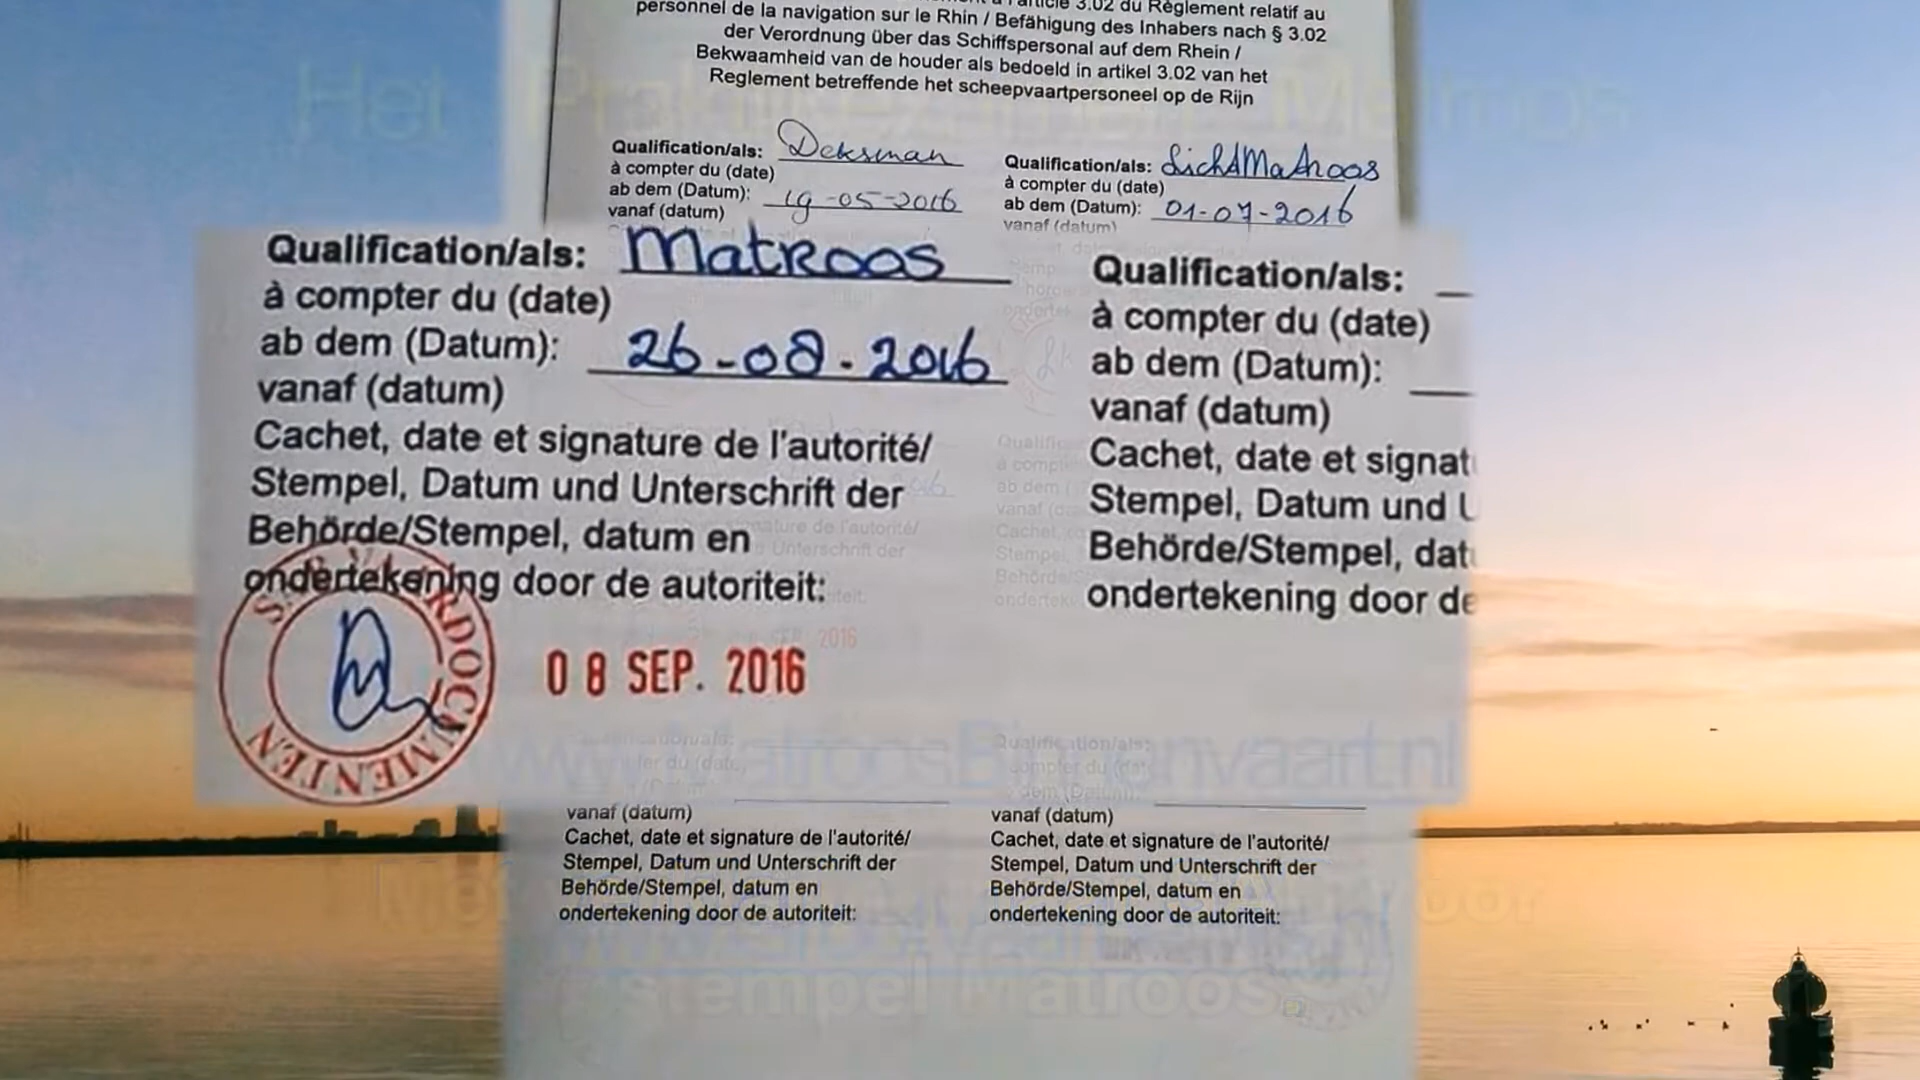 personnel de la navigation sur le Rhin / Befähigung des Inhabers nach § 3.02
der Verordnung über das Schiffspersonal auf dem Rhein /
Bekwaamheid van de houder als bedoeld in artikel 3.02 van het
Reglement betreffende het scheepvaartpersoneel op de Rijn
Qualification/als: Deksman
à compter du (date)
ab dem (Datum): 19-05-2016
vanaf (datum)
Qualification/als: LichtMatroos
à compter du (date)
ab dem (Datum): 01-07-2016
vanaf (datum)
Qualification/als: MatRoos
à compter du (date)
ab dem (Datum): 26-08-2016
vanaf (datum)
Cachet, date et signature de l'autorité/
Stempel, Datum und Unterschrift der
Behörde/Stempel, datum en
ondertekening door de autoriteit:
08 SEP. 2016
Qualification/als:
à compter du (date)
ab dem (Datum):
vanaf (datum)
Cachet, date et signat
Stempel, Datum und U
Behörde/Stempel, dat
ondertekening door de
www.MatroosBinnenvaart.nl
vanaf (datum)
Cachet, date et signature de l'autorité/
Stempel, Datum und Unterschrift der
Behörde/Stempel, datum en
ondertekening door de autoriteit:
vanaf (datum)
Cachet, date et signature de l'autorité/
Stempel, Datum und Unterschrift der
Behörde/Stempel, datum en
ondertekening door de autoriteit:
stempel Matroos